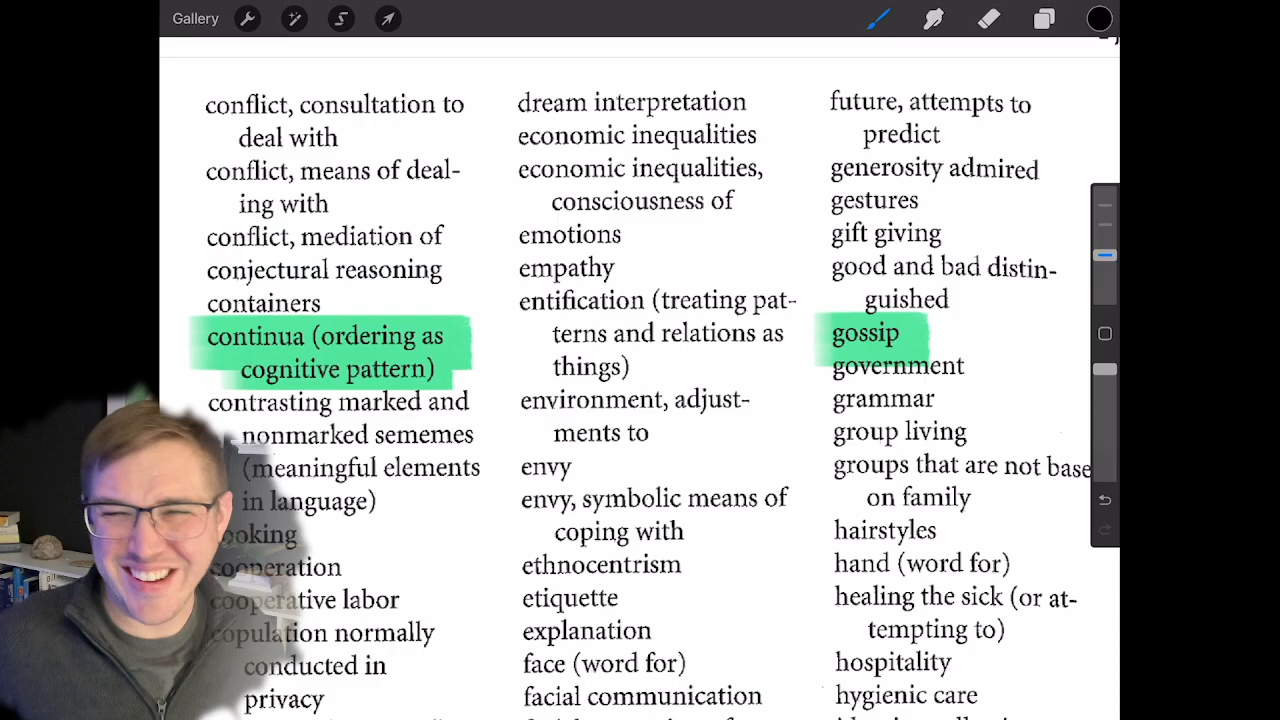 Gallery
conflict, consultation to
deal with
conflict, means of deal-
ing with
conflict, mediation of
conjectural reasoning
containers
continua (ordering as
cognitive pattern)
contrasting marked and
nonmarked sememes
(meaningful elements
in language)
cooking
cooperation
cooperative labor
copulation normally
conducted in
privacy
dream interpretation
economic inequalities
economic inequalities,
consciousness of
emotions
empathy
entification (treating pat-
terns and relations as
things)
environment, adjust-
ments to
envy
envy, symbolic means of
coping with
ethnocentrism
etiquette
explanation
face (word for)
facial communication
future, attempts to
predict
generosity admired
gestures
gift giving
good and bad distin-
guished
gossip
government
grammar
group living
groups that are not base
on family
hairstyles
hand (word for)
healing the sick (or at-
tempting to)
hospitality
hygienic care